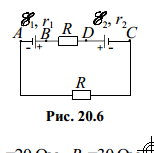 ℰ₁, r₁ R ℰ₂, r₂
A B D C
+ + -
R
Рис. 20.6